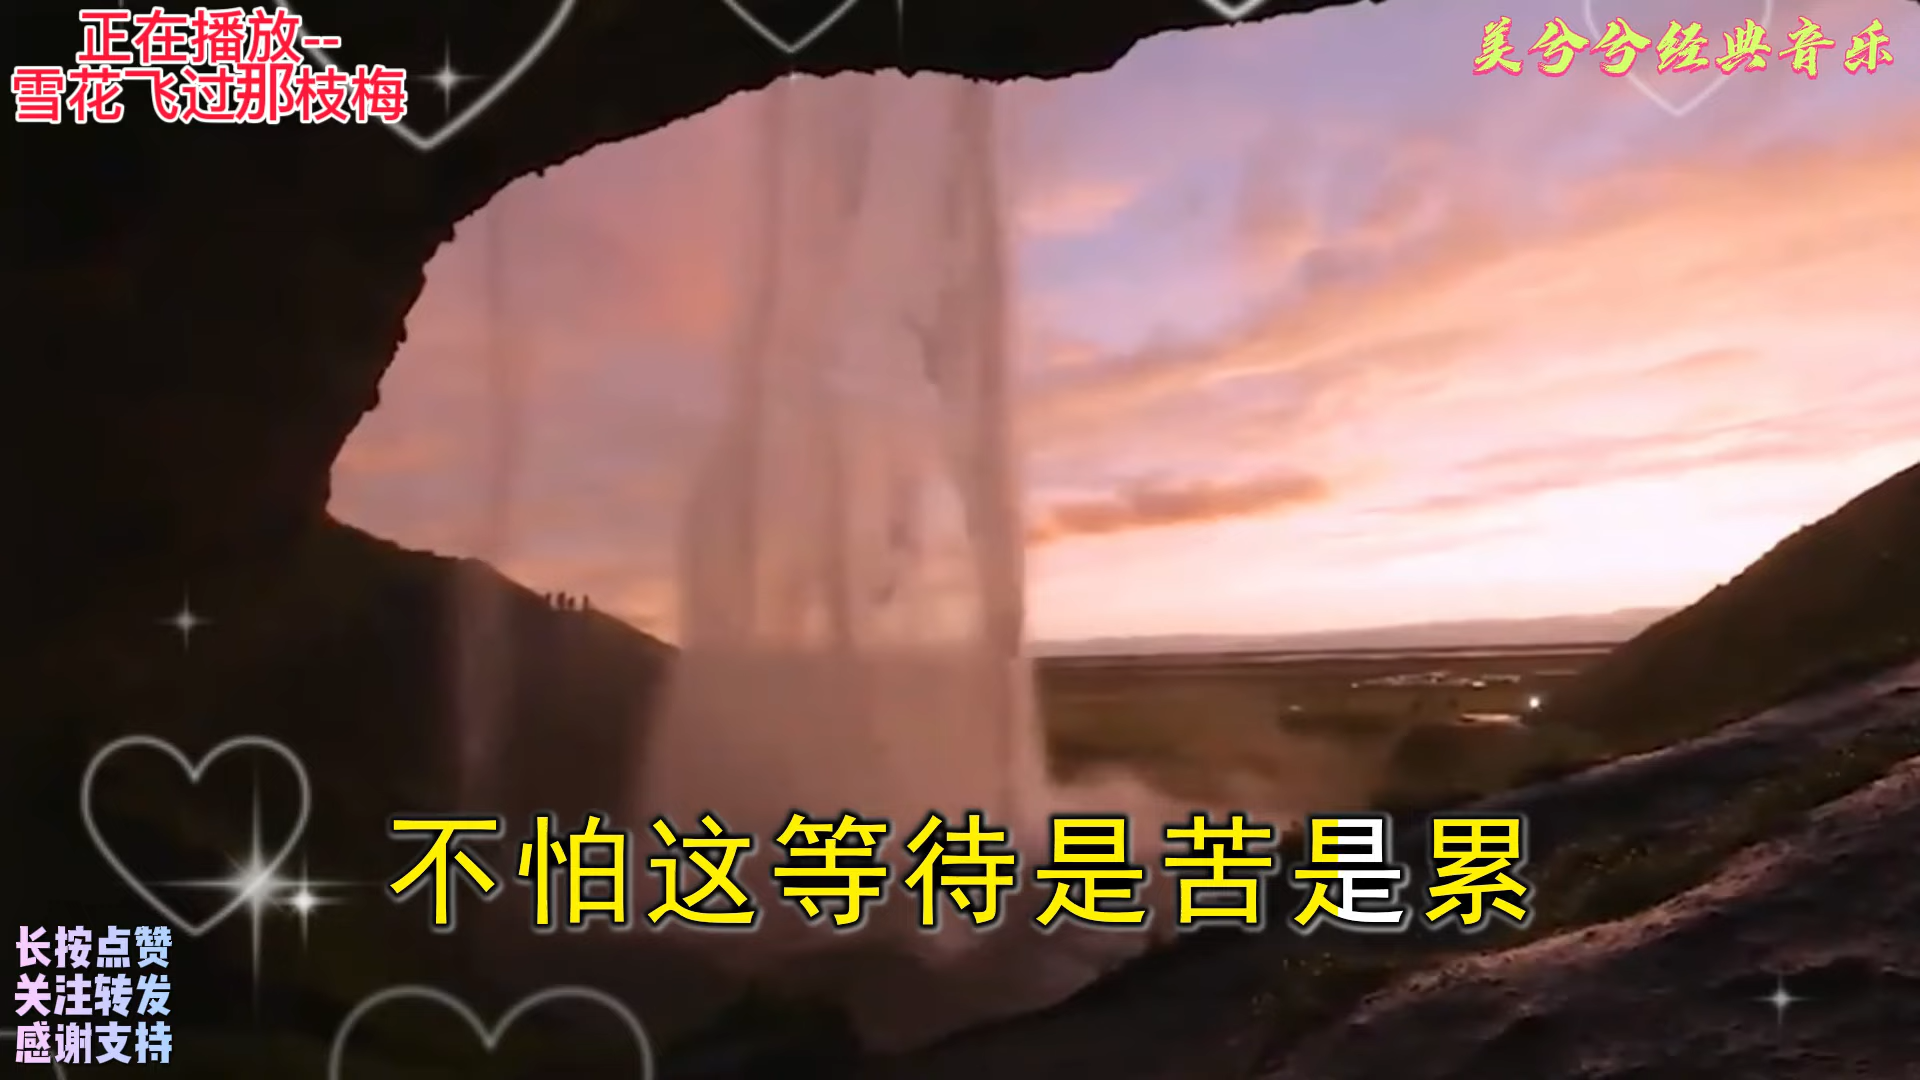 正在播放--
雪花飞过那枝梅
美兮兮经典音乐
不怕这等待是苦是累
长按点赞
关注转发
感谢支持